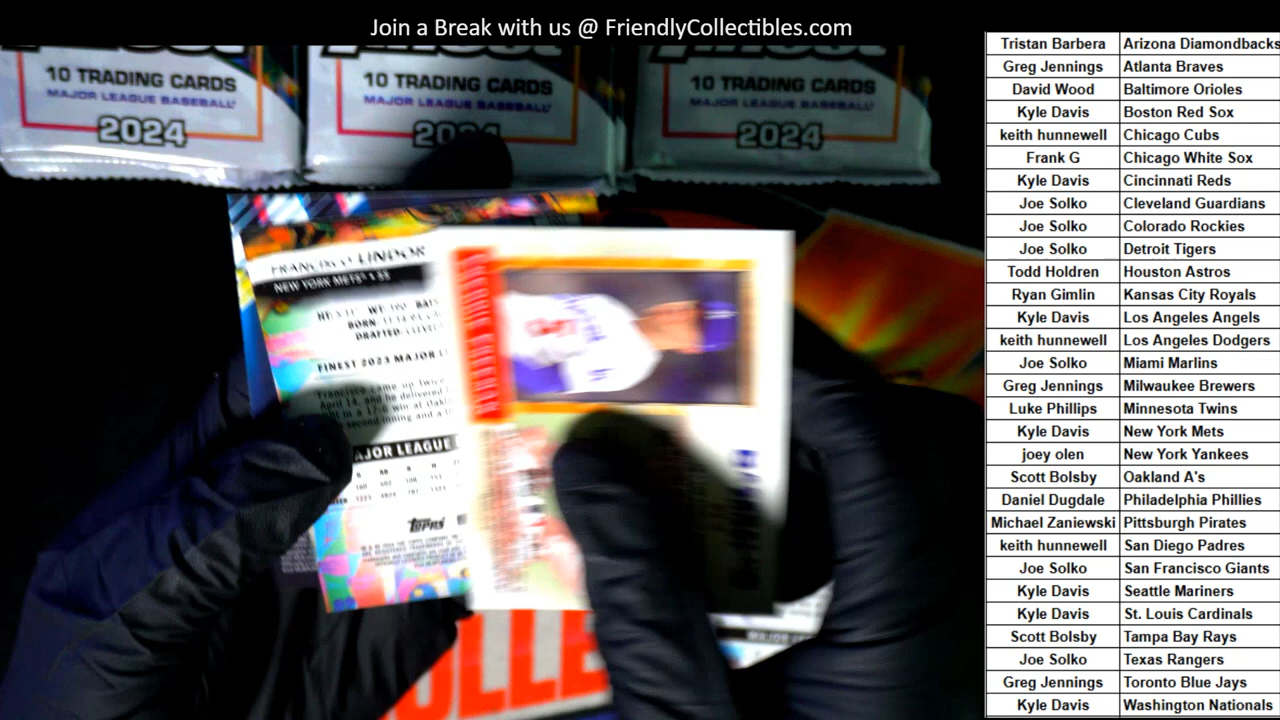 Join a Break with us @ FriendlyCollectibles.com
10 TRADING CARDS
MAJOR LEAGUE BASEBALL
2024
10 TRADING CARDS
MAJOR LEAGUE BASEBALL
2024
10 TRADING CARDS
MAJOR LEAGUE BASEBALL
2024
FRANCISCO LINDOR
NEW YORK METS
FINEST 2023 MAJOR L
AJOR LEAGUE
TOPPS
OLLE
Tristan Barbera Arizona Diamondbacks
Greg Jennings Atlanta Braves
David Wood Baltimore Orioles
Kyle Davis Boston Red Sox
keith hunnewell Chicago Cubs
Frank G Chicago White Sox
Kyle Davis Cincinnati Reds
Joe Solko Cleveland Guardians
Joe Solko Colorado Rockies
Joe Solko Detroit Tigers
Todd Holdren Houston Astros
Ryan Gimlin Kansas City Royals
Kyle Davis Los Angeles Angels
keith hunnewell Los Angeles Dodgers
Joe Solko Miami Marlins
Greg Jennings Milwaukee Brewers
Luke Phillips Minnesota Twins
Kyle Davis New York Mets
joey olen New York Yankees
Scott Bolsby Oakland A's
Daniel Dugdale Philadelphia Phillies
Michael Zaniewski Pittsburgh Pirates
keith hunnewell San Diego Padres
Joe Solko San Francisco Giants
Kyle Davis Seattle Mariners
Kyle Davis St. Louis Cardinals
Scott Bolsby Tampa Bay Rays
Joe Solko Texas Rangers
Greg Jennings Toronto Blue Jays
Kyle Davis Washington Nationals